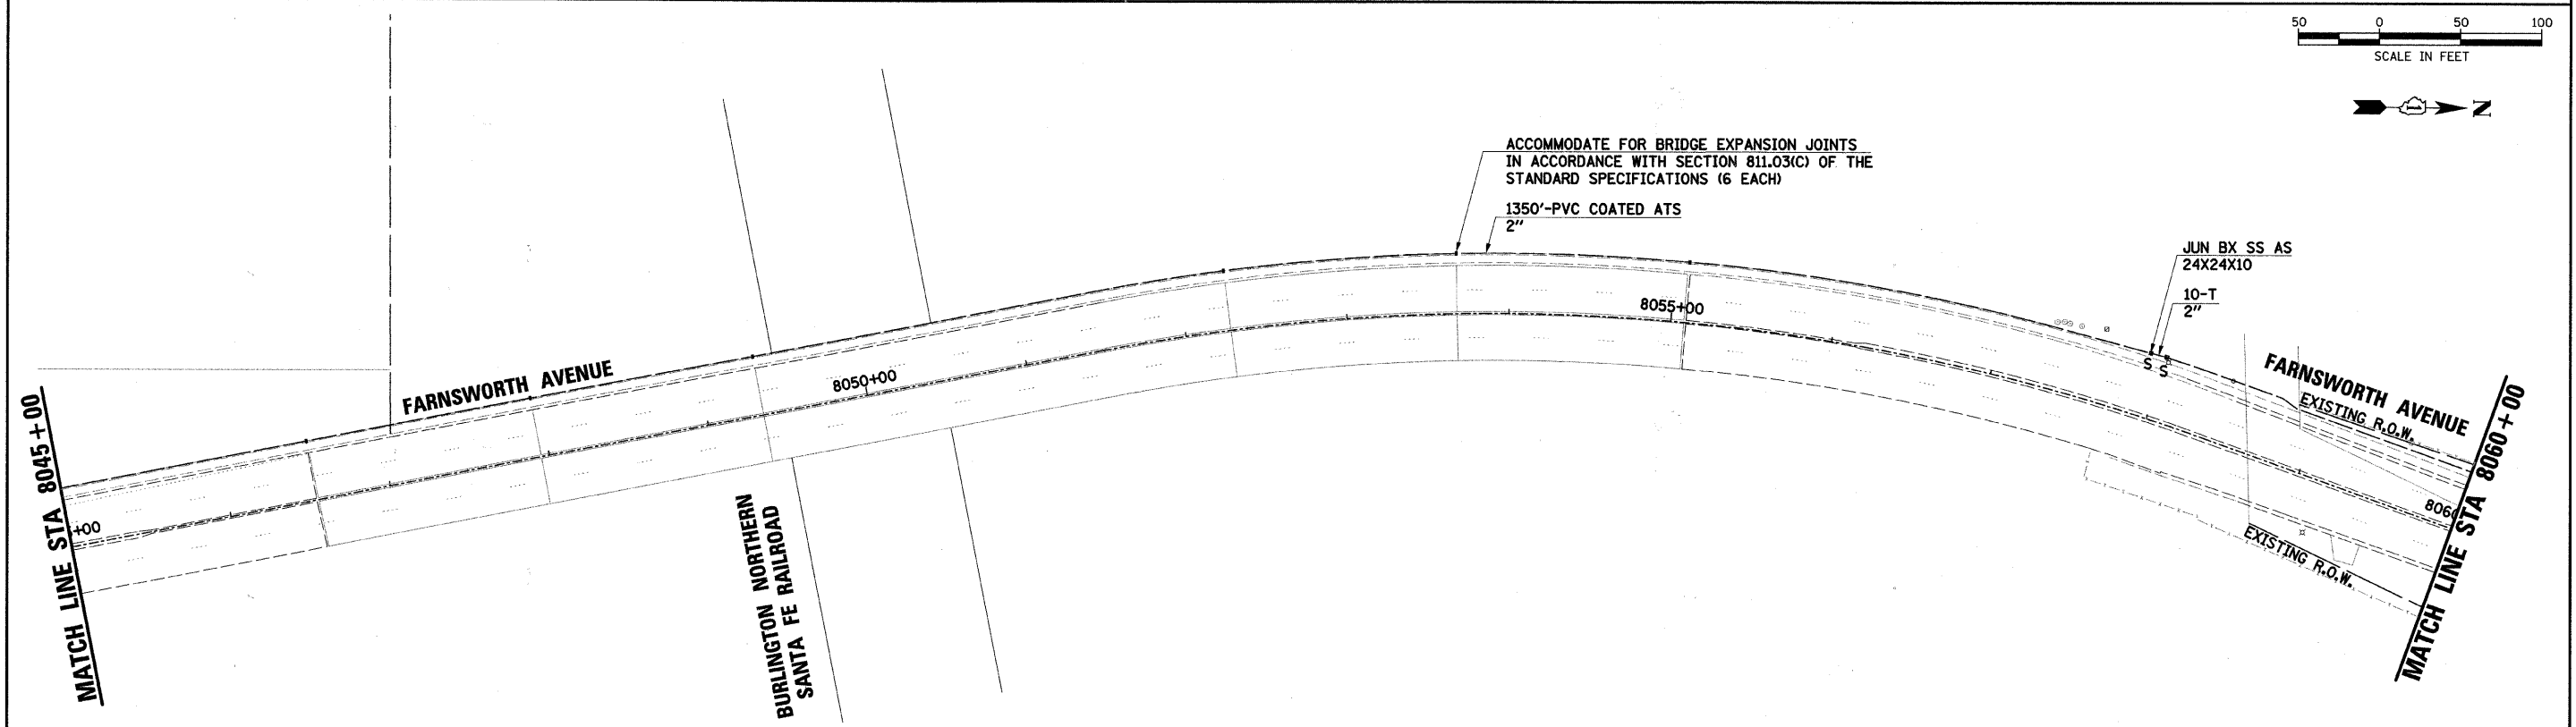 50 0 50 100
SCALE IN FEET
N
ACCOMMODATE FOR BRIDGE EXPANSION JOINTS
IN ACCORDANCE WITH SECTION 811.03(C) OF THE
STANDARD SPECIFICATIONS (6 EACH)
1350'-PVC COATED ATS
2"
JUN BX SS AS
24X24X10
10-T
2"
8055+00
S S
FARNSWORTH AVENUE
EXISTING R.O.W.
FARNSWORTH AVENUE
8050+00
MATCH LINE STA 8045+00
+00
BURLINGTON NORTHERN
SANTA FE RAILROAD
8060
EXISTING R.O.W.
MATCH LINE STA 8060+00